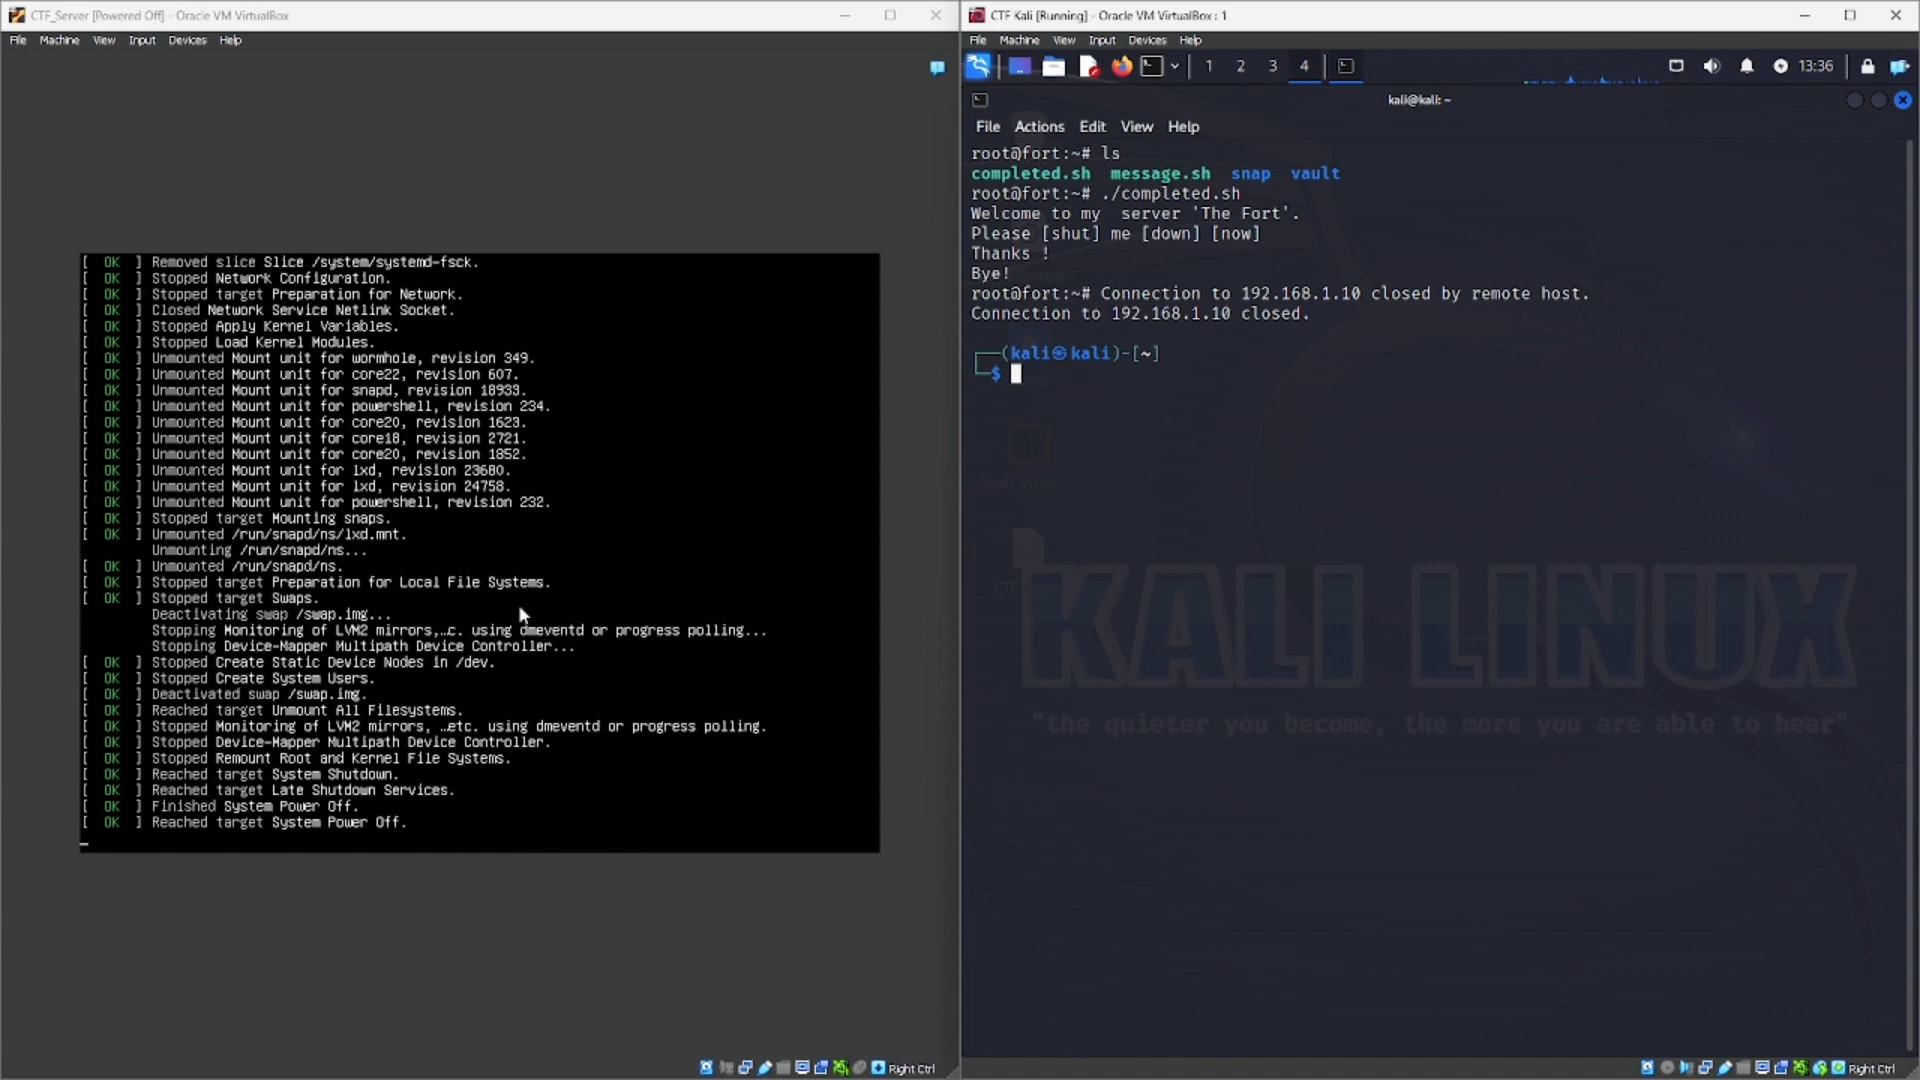 CTF_Server [Powered Off] - Oracle VM VirtualBox
File Machine View Input Devices Help
[  OK  ] Removed slice Slice /system/systemd-fsck.
[  OK  ] Stopped Network Configuration.
[  OK  ] Stopped target Preparation for Network.
[  OK  ] Closed Network Service Netlink Socket.
[  OK  ] Stopped Apply Kernel Variables.
[  OK  ] Stopped Load Kernel Modules.
[  OK  ] Unmounted Mount unit for wormhole, revision 349.
[  OK  ] Unmounted Mount unit for core22, revision 607.
[  OK  ] Unmounted Mount unit for snapd, revision 18933.
[  OK  ] Unmounted Mount unit for powershell, revision 234.
[  OK  ] Unmounted Mount unit for core20, revision 1623.
[  OK  ] Unmounted Mount unit for core18, revision 2721.
[  OK  ] Unmounted Mount unit for core20, revision 1852.
[  OK  ] Unmounted Mount unit for lxd, revision 23680.
[  OK  ] Unmounted Mount unit for lxd, revision 24758.
[  OK  ] Unmounted Mount unit for powershell, revision 232.
[  OK  ] Stopped target Mounting snaps.
[  OK  ] Unmounted /run/snapd/ns/lxd.mnt.
Unmounting /run/snapd/ns...
[  OK  ] Unmounted /run/snapd/ns.
[  OK  ] Stopped target Preparation for Local File Systems.
[  OK  ] Stopped target Swaps.
Deactivating swap /swap.img...
Stopping Monitoring of LVM2 mirrors,…c. using dmeventd or progress polling...
Stopping Device-Mapper Multipath Device Controller...
[  OK  ] Stopped Create Static Device Nodes in /dev.
[  OK  ] Stopped Create System Users.
[  OK  ] Deactivated swap /swap.img.
[  OK  ] Reached target Unmount All Filesystems.
[  OK  ] Stopped Monitoring of LVM2 mirrors, …etc. using dmeventd or progress polling.
[  OK  ] Stopped Device-Mapper Multipath Device Controller.
[  OK  ] Stopped Remount Root and Kernel File Systems.
[  OK  ] Reached target System Shutdown.
[  OK  ] Reached target Late Shutdown Services.
[  OK  ] Finished System Power Off.
[  OK  ] Reached target System Power Off.
Right Ctrl
CTF Kali [Running] - Oracle VM VirtualBox : 1
File Machine View Input Devices Help
1 2 3 4 13:36
kali@kali: ~
File Actions Edit View Help
root@fort:~# ls
completed.sh message.sh snap vault
root@fort:~# ./completed.sh
Welcome to my  server 'The Fort'.
Please [shut] me [down] [now]
Thanks !
Bye!
root@fort:~# Connection to 192.168.1.10 closed by remote host.
Connection to 192.168.1.10 closed.
┌──(kali㉿kali)-[~]
└─$
KALI LINUX
"the quieter you become, the more you are able to hear"
Right Ctrl